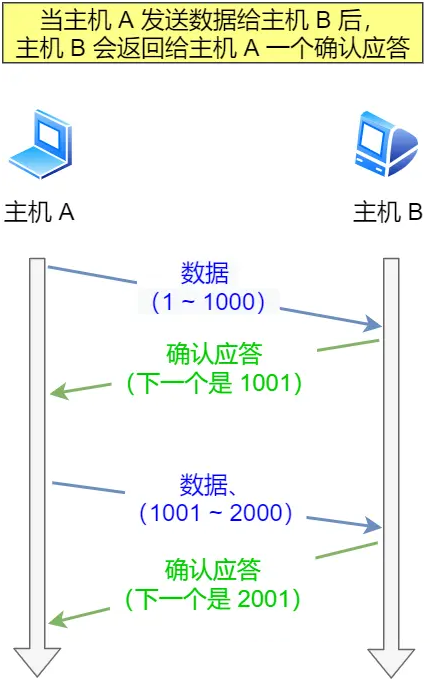 当主机 A 发送数据给主机 B 后，
主机 B 会返回给主机 A 一个确认应答
主机 A
主机 B
数据
（1 ~ 1000）
确认应答
（下一个是 1001）
数据、
（1001 ~ 2000）
确认应答
（下一个是 2001）